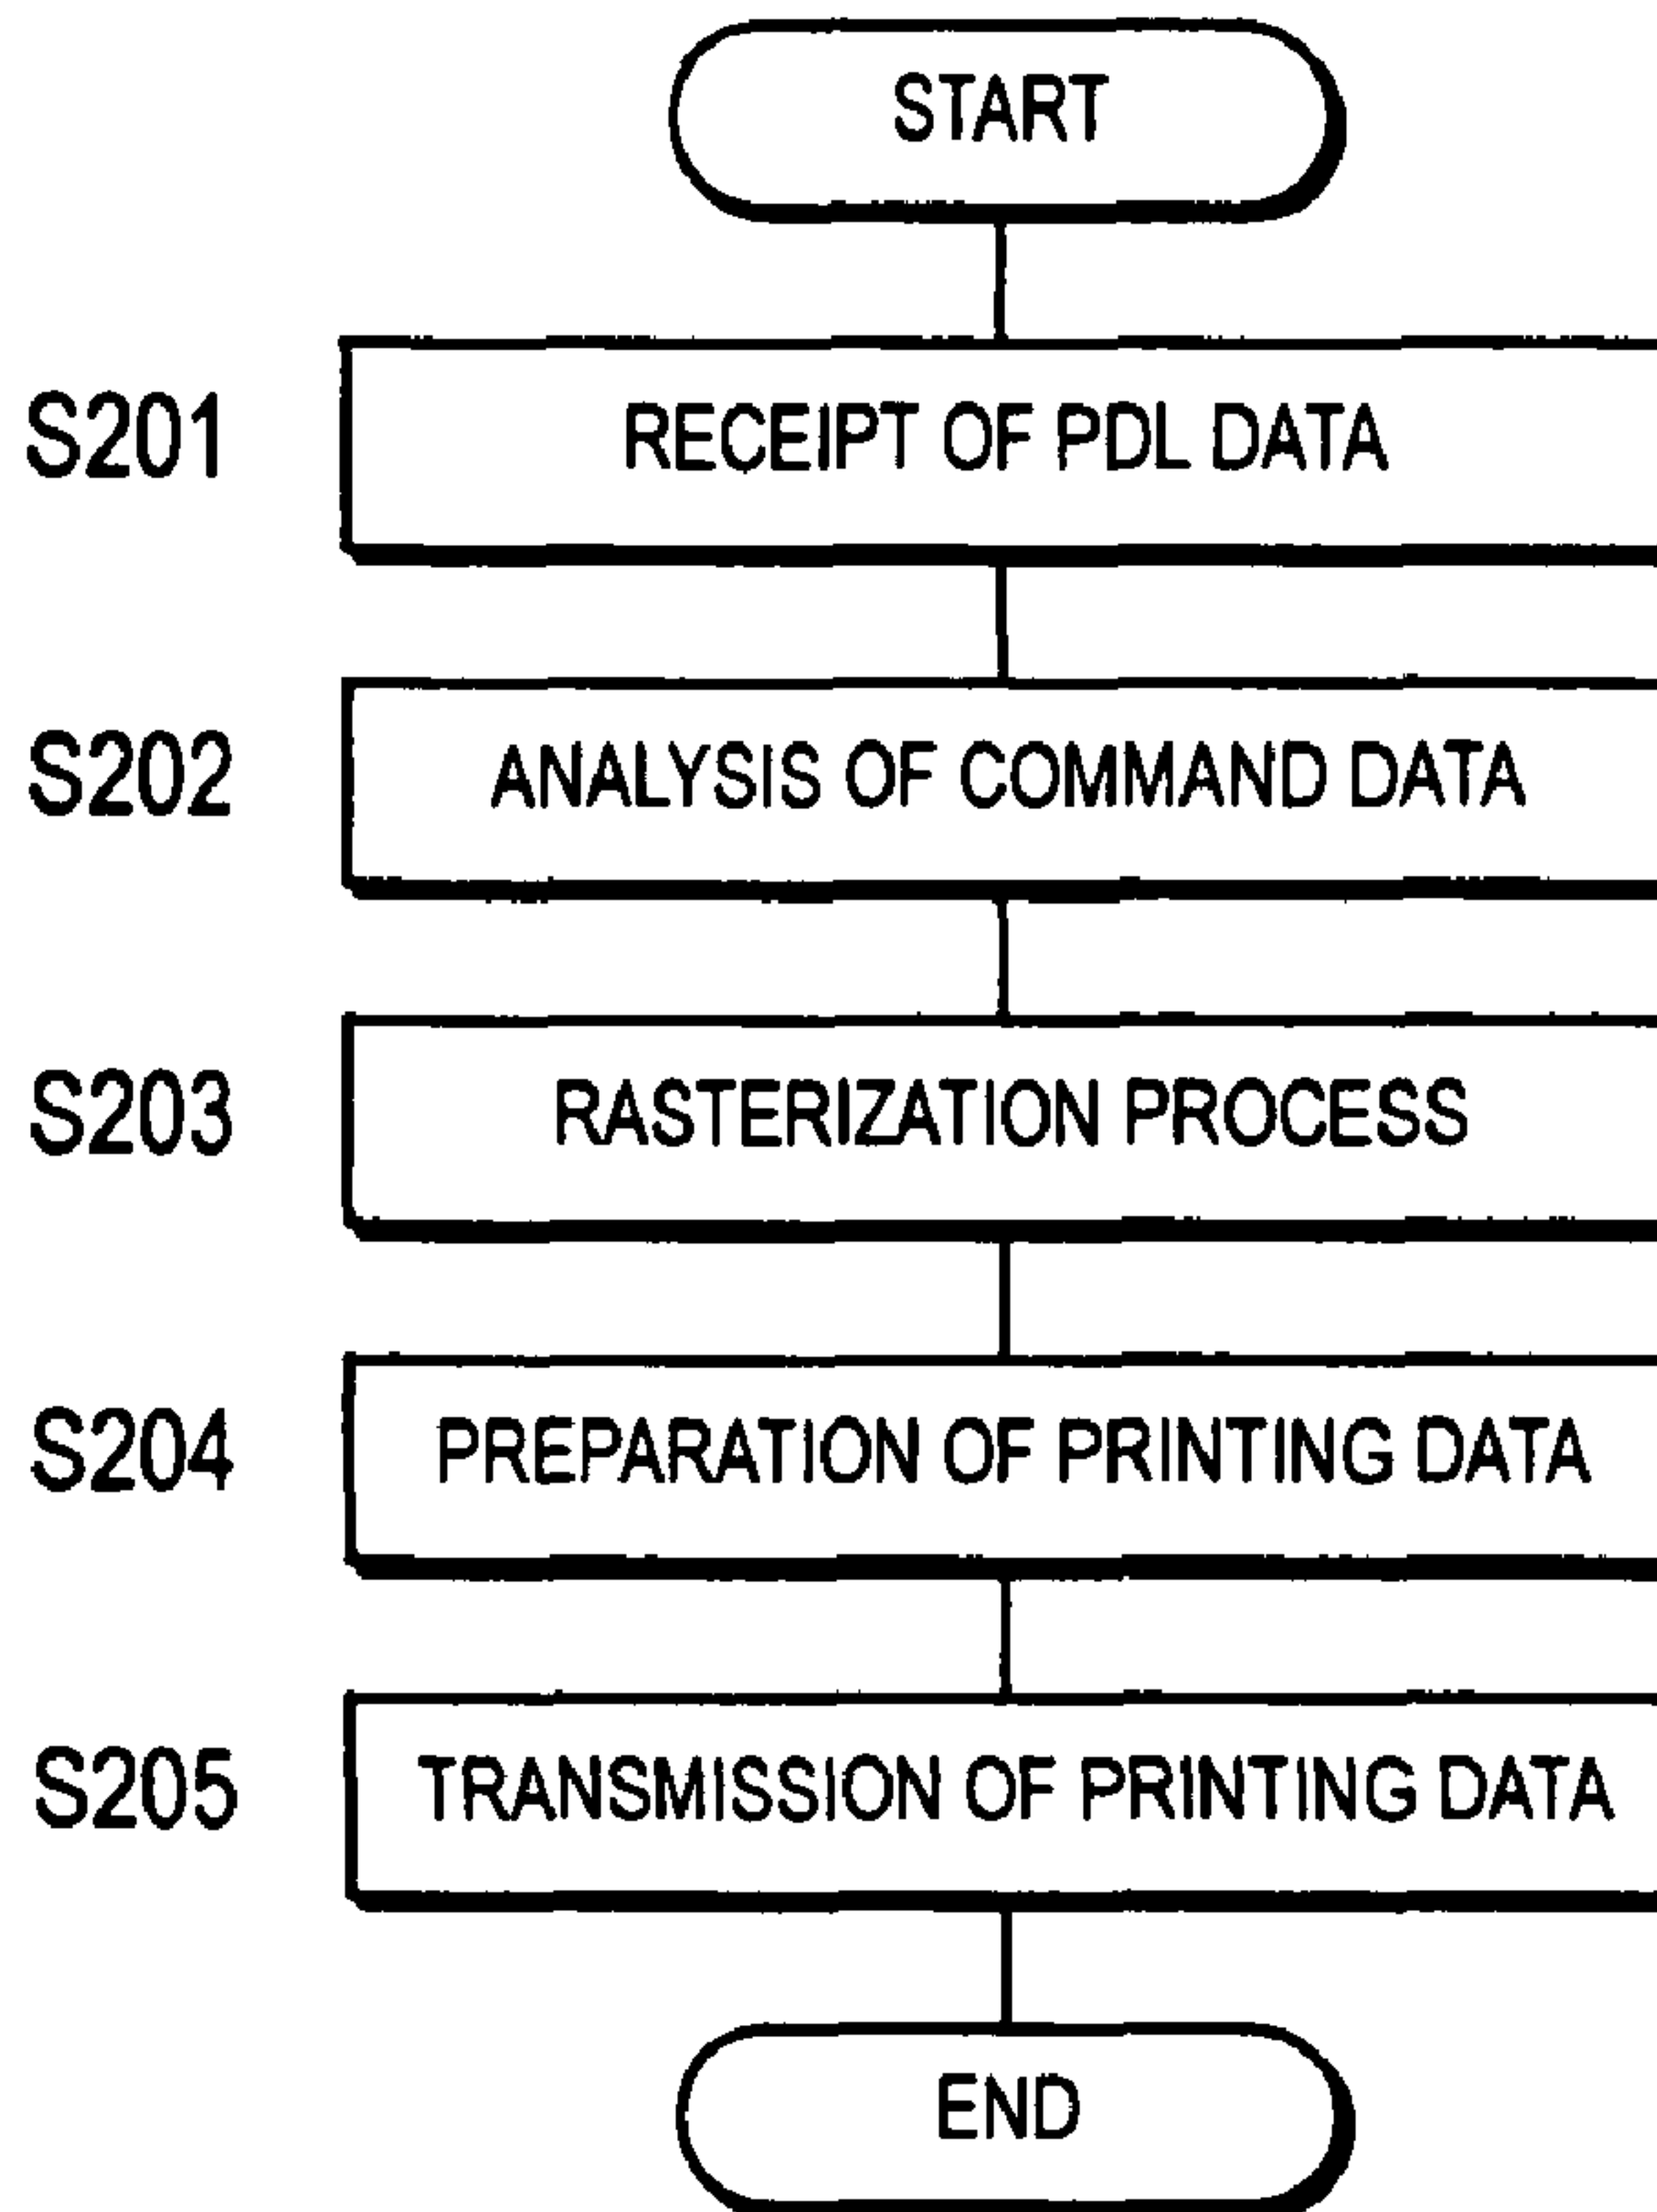 START
S201 RECEIPT OF PDL DATA
S202 ANALYSIS OF COMMAND DATA
S203 RASTERIZATION PROCESS
S204 PREPARATION OF PRINTING DATA
S205 TRANSMISSION OF PRINTING DATA
END